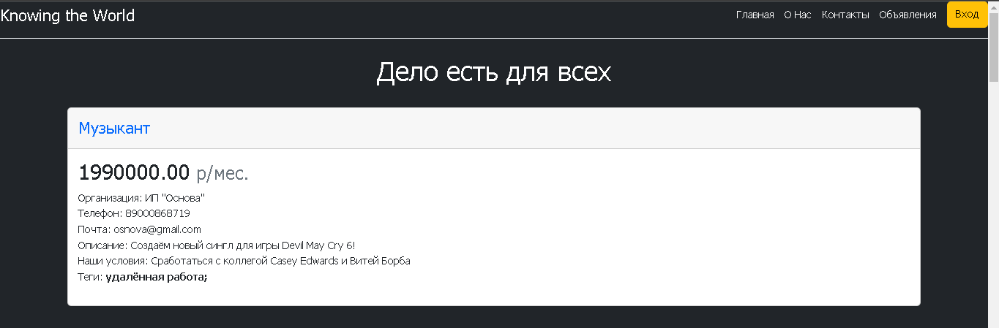 Knowing the World
Главная О Нас Контакты Объявления Вход
Дело есть для всех
Музыкант
1990000.00 р/мес.
Организация: ИП "Основа"
Телефон: 89000868719
Почта: osnova@gmail.com
Описание: Создаём новый сингл для игры Devil May Cry 6!
Наши условия: Сработаться с коллегой Casey Edwards и Витей Борба
Теги: удалённая работа;